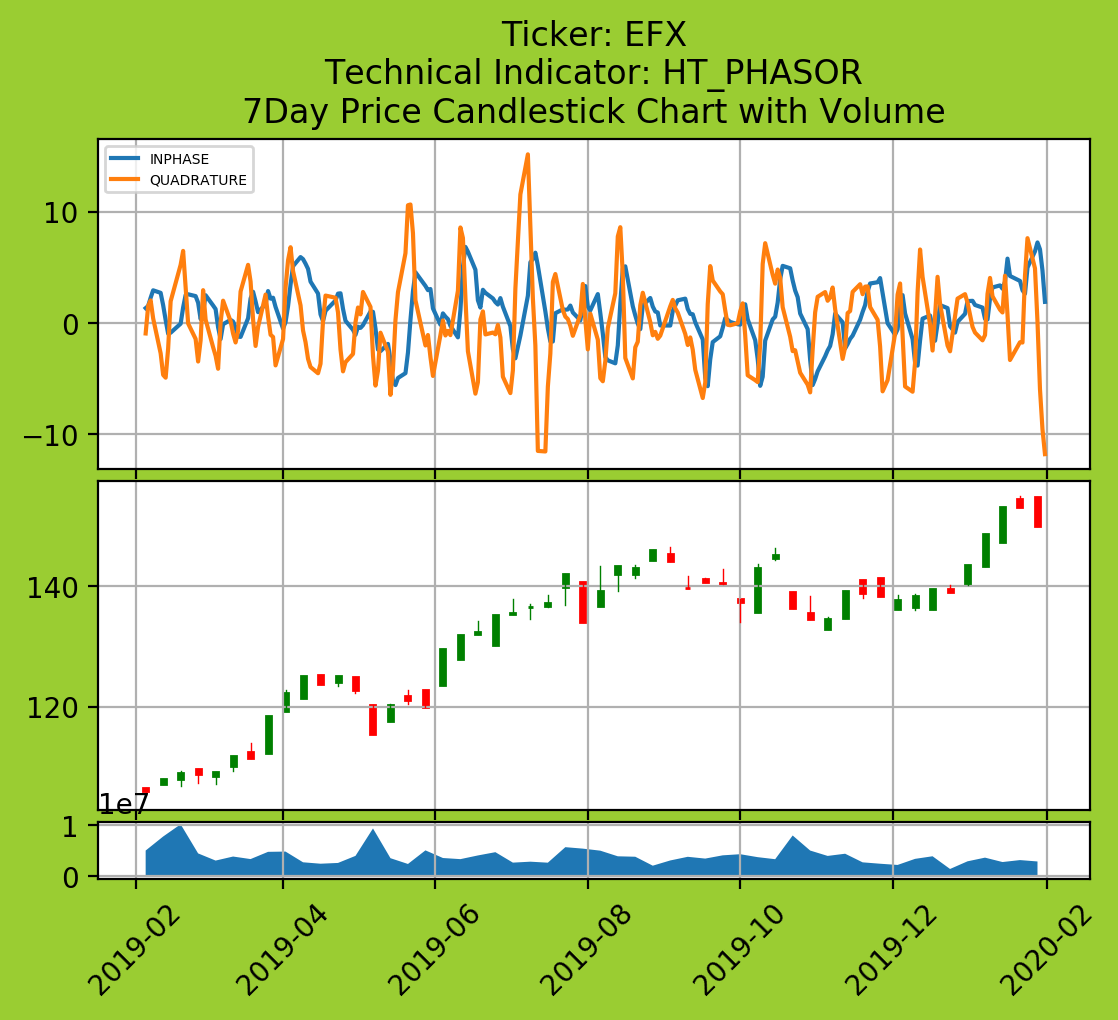 Ticker: EFX
Technical Indicator: HT_PHASOR
7Day Price Candlestick Chart with Volume
INPHASE
QUADRATURE
10
0
−10
140
120
1e7
1
0
2019-02
2019-04
2019-06
2019-08
2019-10
2019-12
2020-02